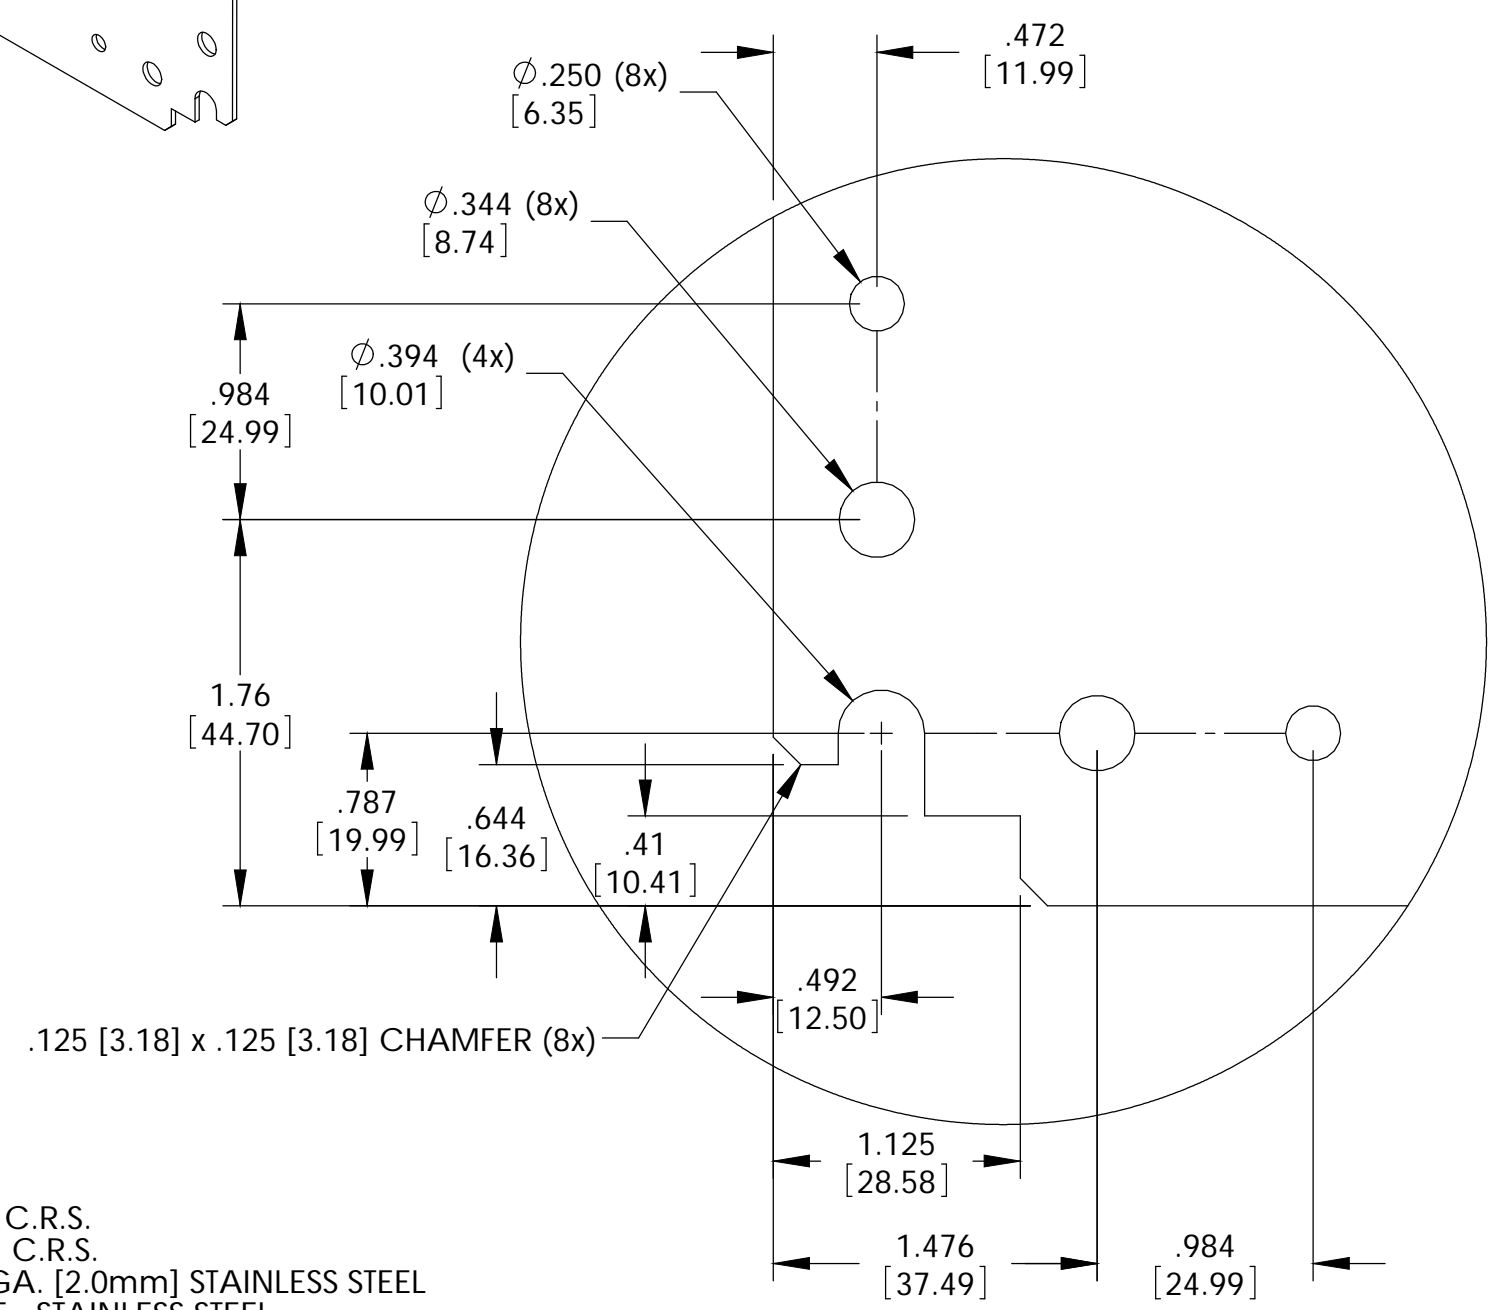 .472
[11.99]
Ø.250 (8x)
[6.35]
Ø.344 (8x)
[8.74]
Ø.394 (4x)
[10.01]
.984
[24.99]
1.76
[44.70]
.787
[19.99]
.644
[16.36]
.41
[10.41]
.492
[12.50]
.125 [3.18] x .125 [3.18] CHAMFER (8x)
1.125
[28.58]
1.476
[37.49]
.984
[24.99]
C.R.S.
C.R.S.
GA. [2.0mm] STAINLESS STEEL
STAINLESS STEEL